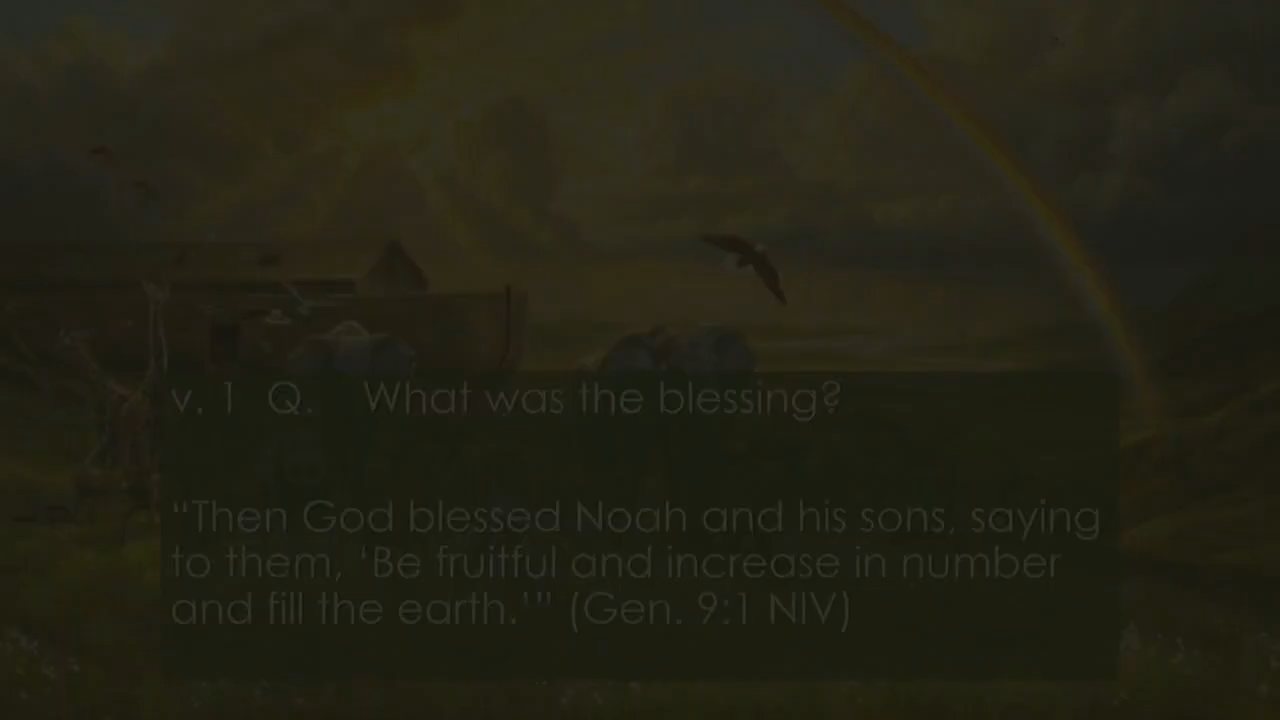 v. 1 Q. What was the blessing?
“Then God blessed Noah and his sons, saying
to them, ‘Be fruitful and increase in number
and fill the earth.’” (Gen. 9:1 NIV)